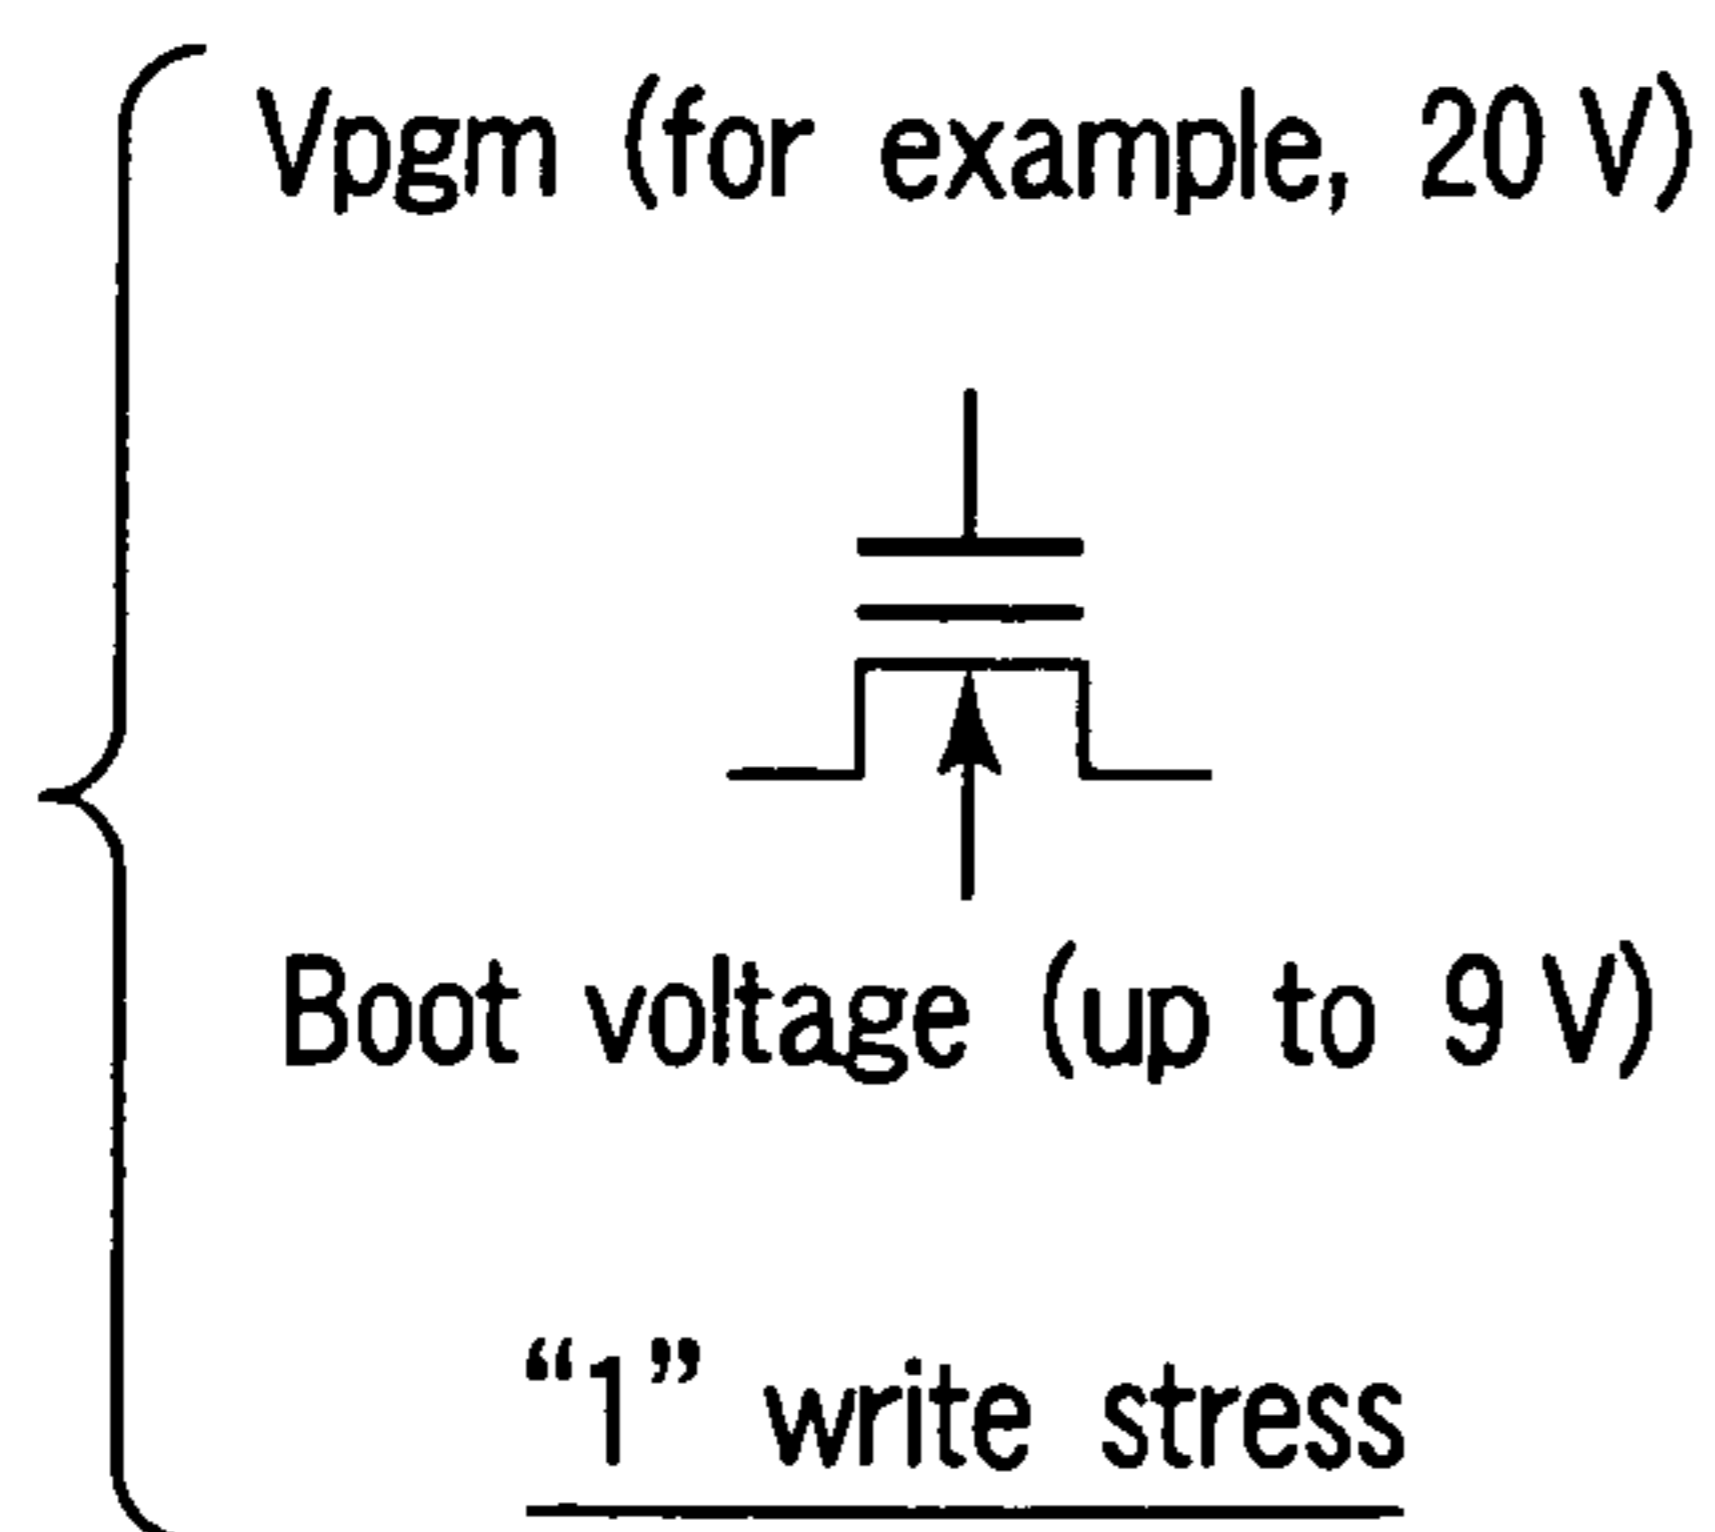 Vpgm (for example, 20 V)
Boot voltage (up to 9 V)
“1” write stress